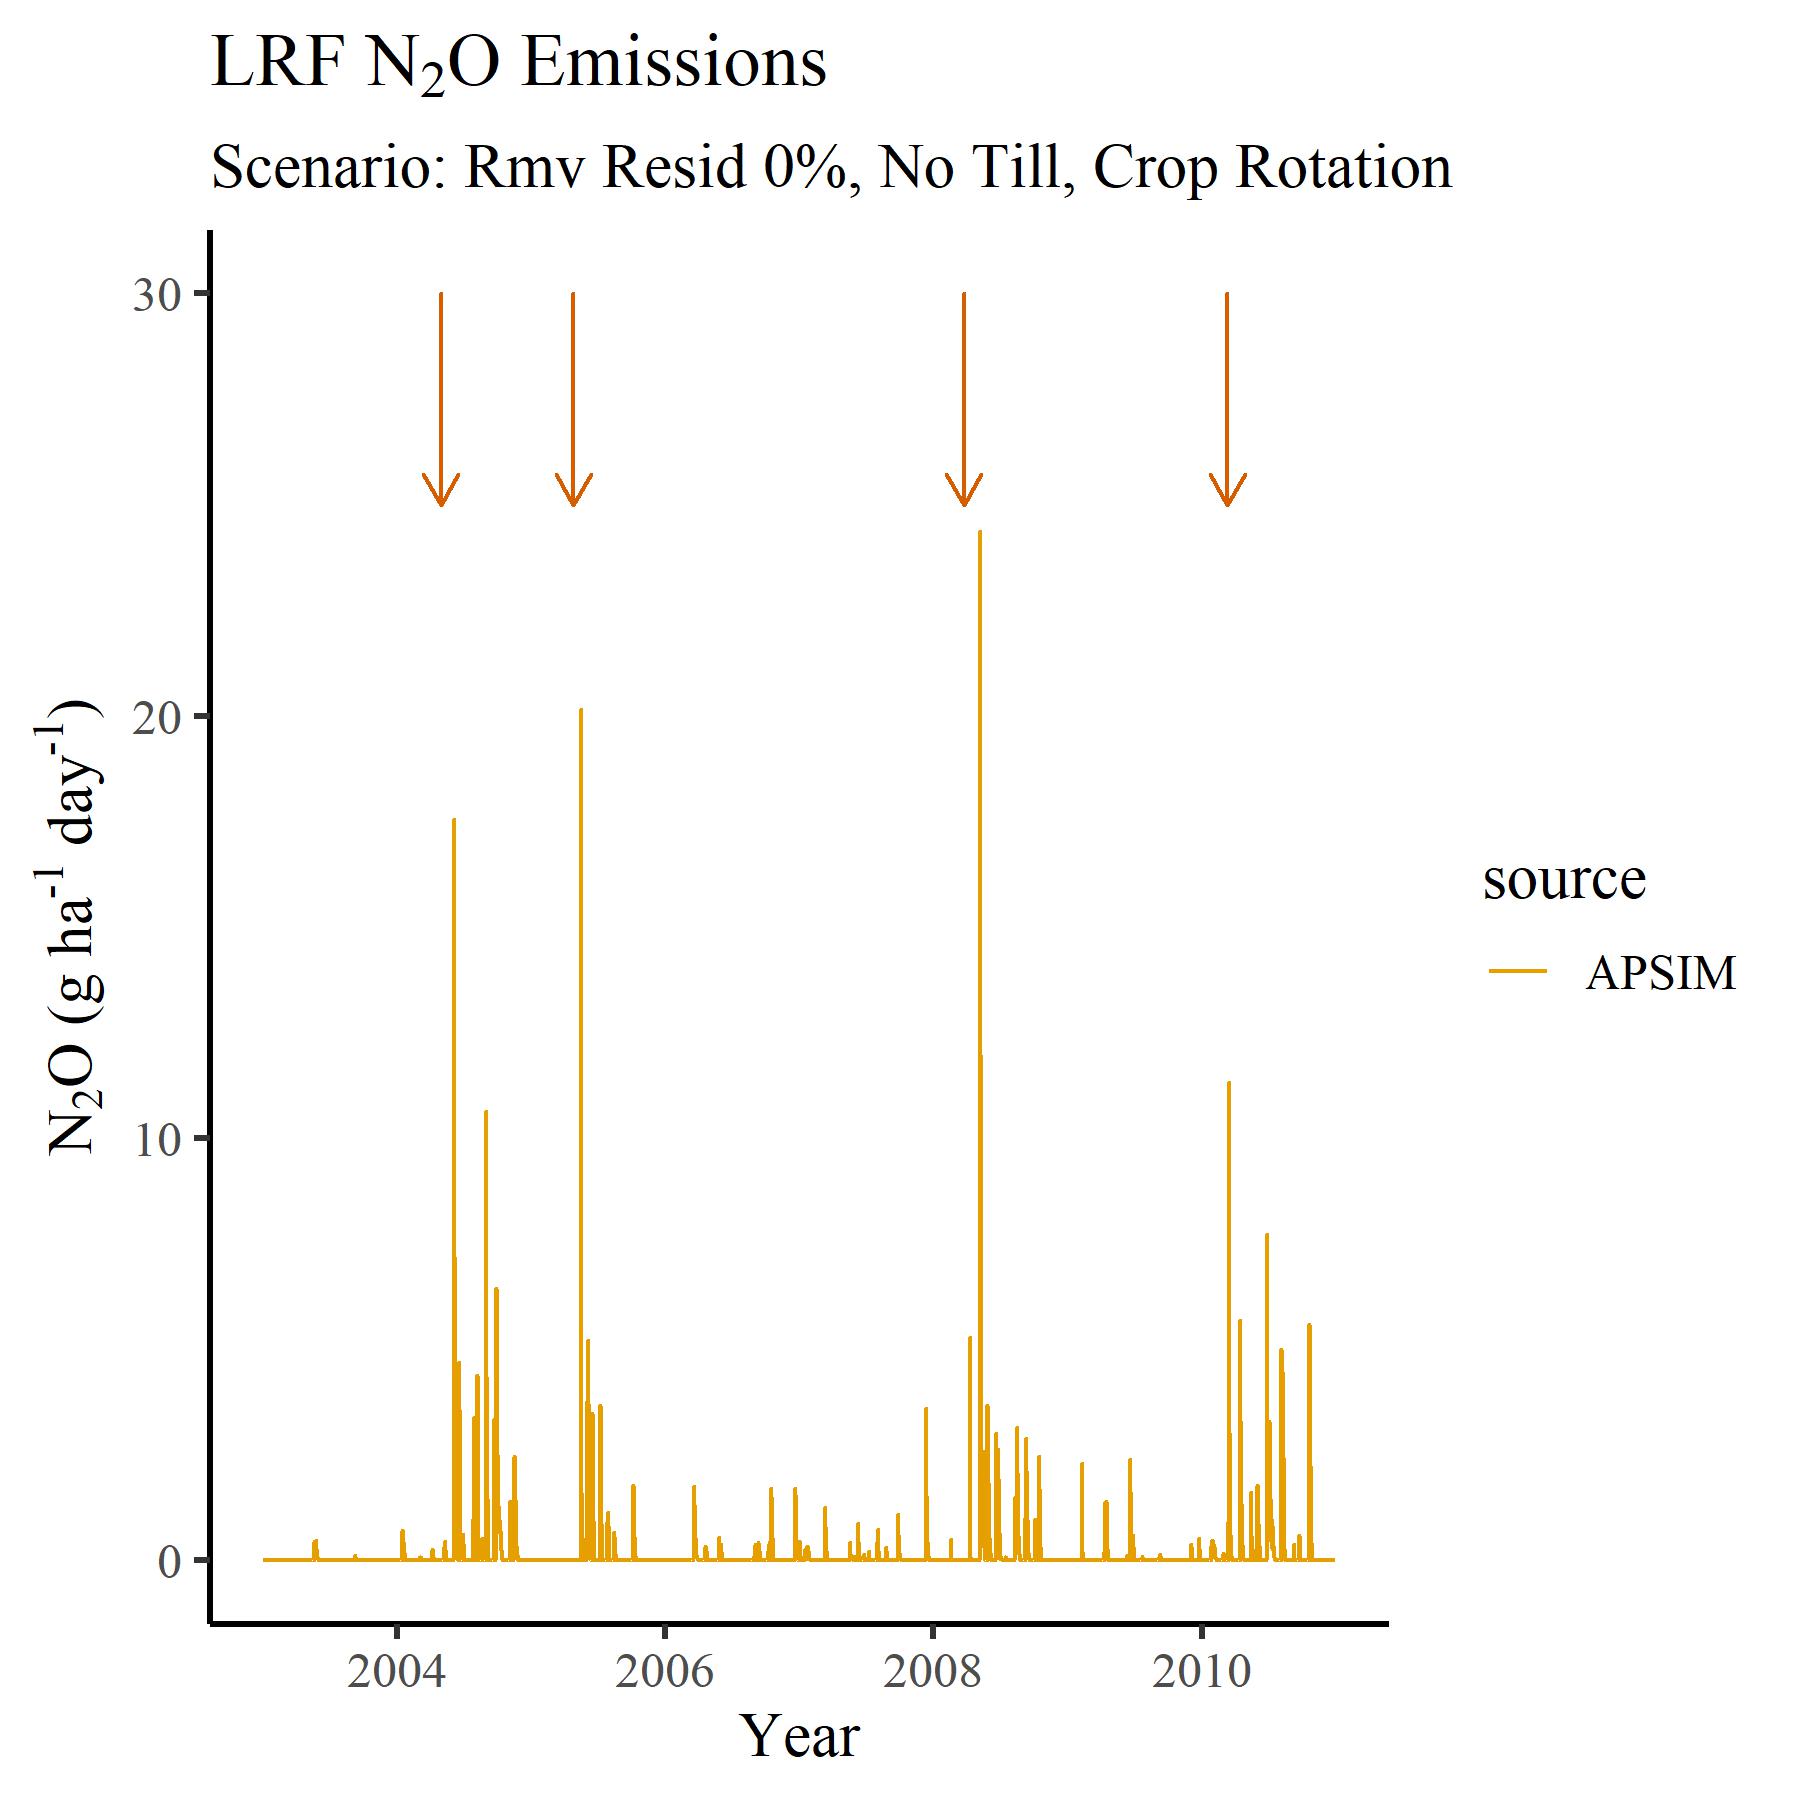 LRF N₂O Emissions
Scenario: Rmv Resid 0%, No Till, Crop Rotation
30
20
10
0
N₂O (g ha⁻¹ day⁻¹)
2004 2006 2008 2010
Year
source
APSIM